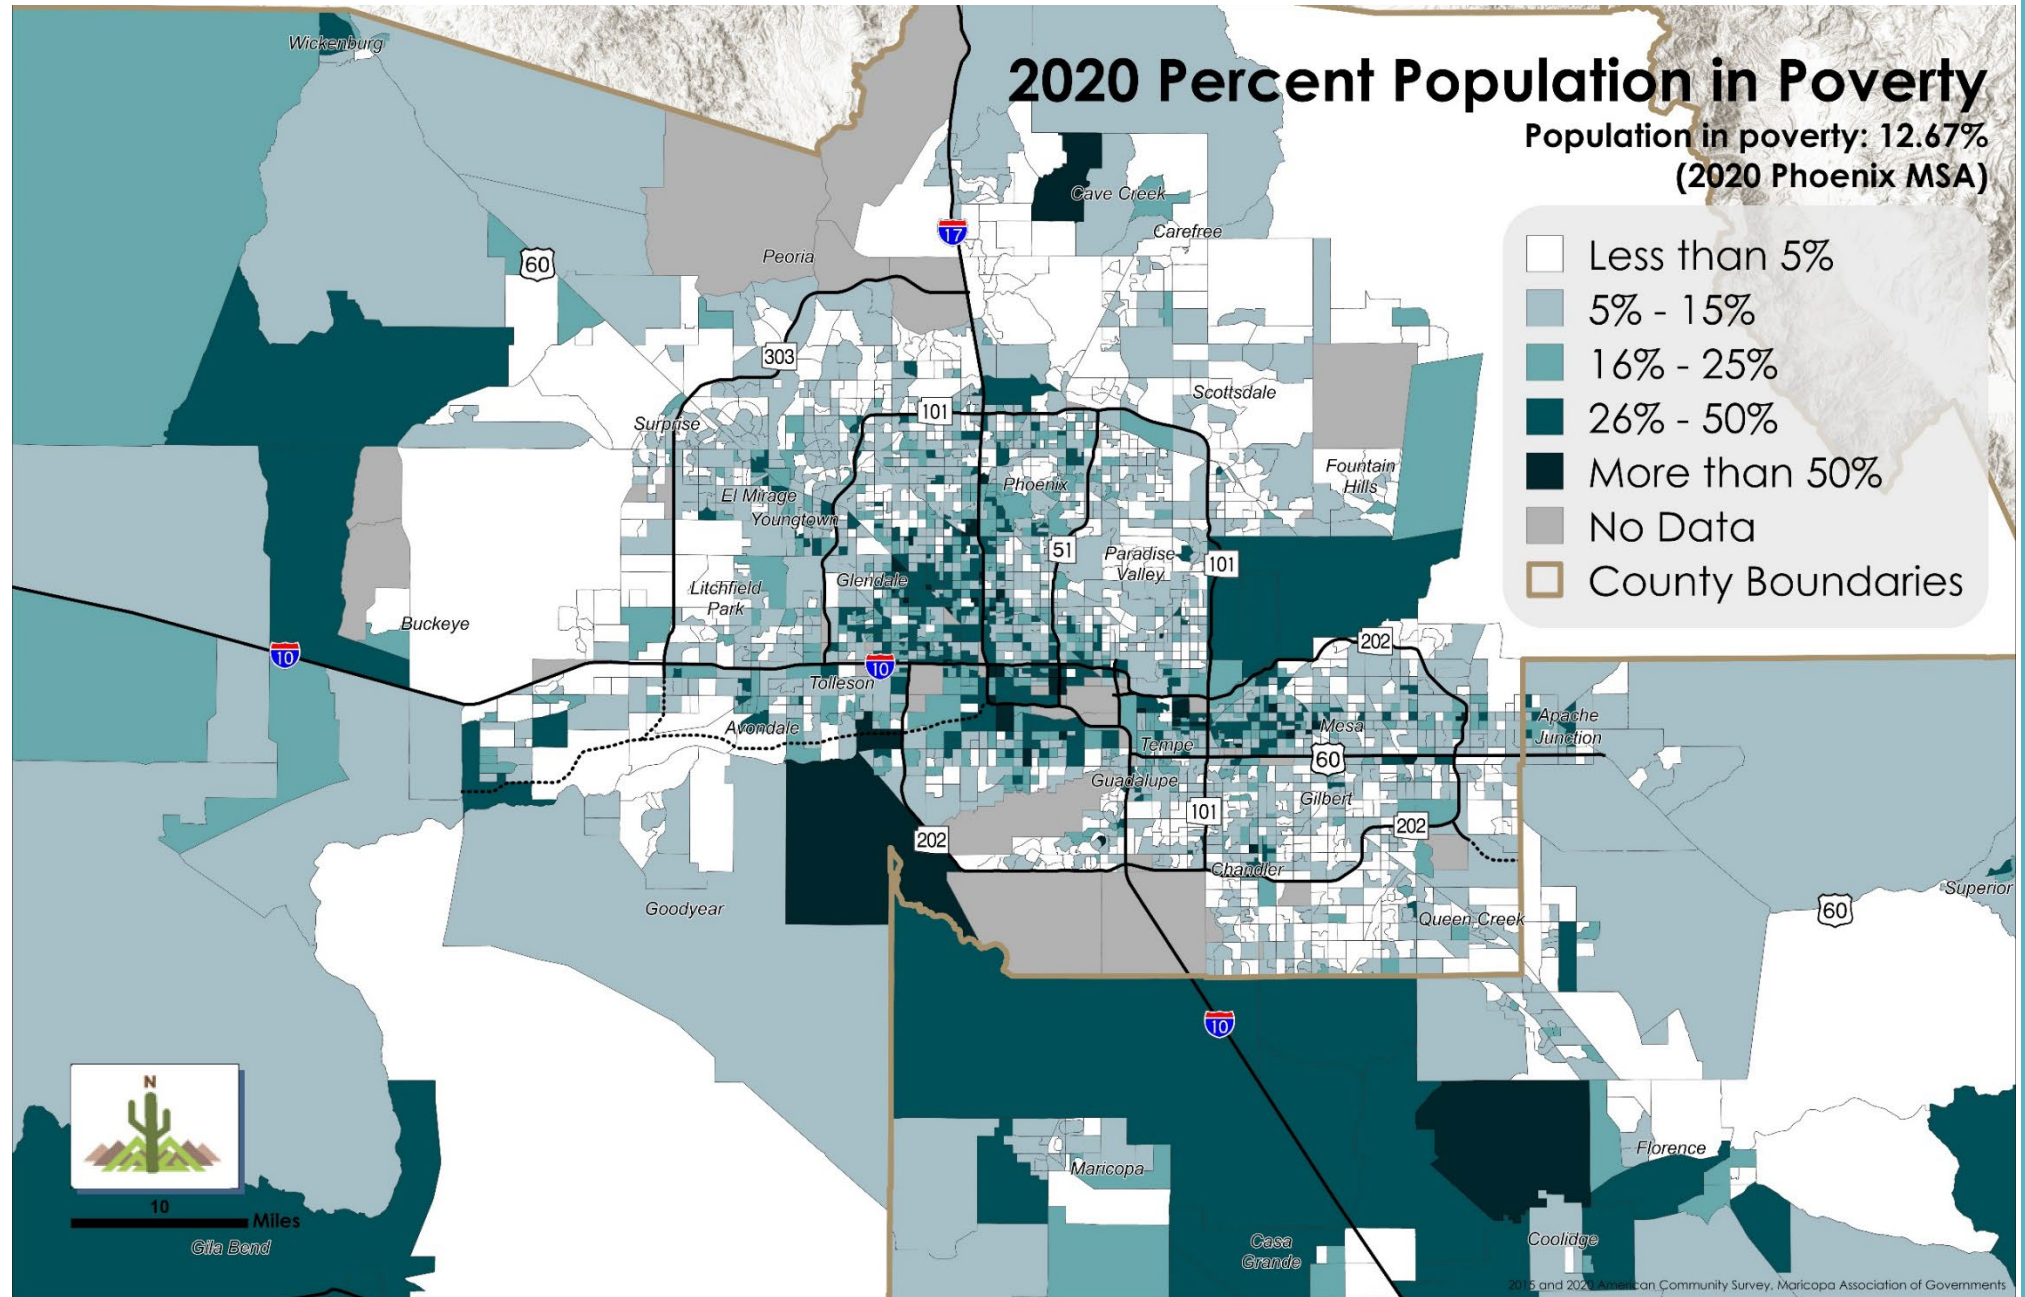 2020 Percent Population in Poverty
Population in poverty: 12.67%
(2020 Phoenix MSA)
Less than 5%
5% - 15%
16% - 25%
26% - 50%
More than 50%
No Data
County Boundaries
Wickenburg
Cave Creek
Carefree
17
Peoria
60
303
101
Scottsdale
Surprise
Fountain
Hills
El Mirage
Phoenix
Youngtown
51
Paradise
Valley
101
Glendale
Litchfield
Park
Buckeye
202
10
10
Tolleson
Avondale
Mesa
Apache
Junction
Tempe
60
Guadalupe
Gilbert
101
202
202
Chandler
Superior
Goodyear
Queen Creek
60
10
N
10
Miles
Gila Bend
Maricopa
Florence
Casa
Grande
Coolidge
2015 and 2020 American Community Survey, Maricopa Association of Governments